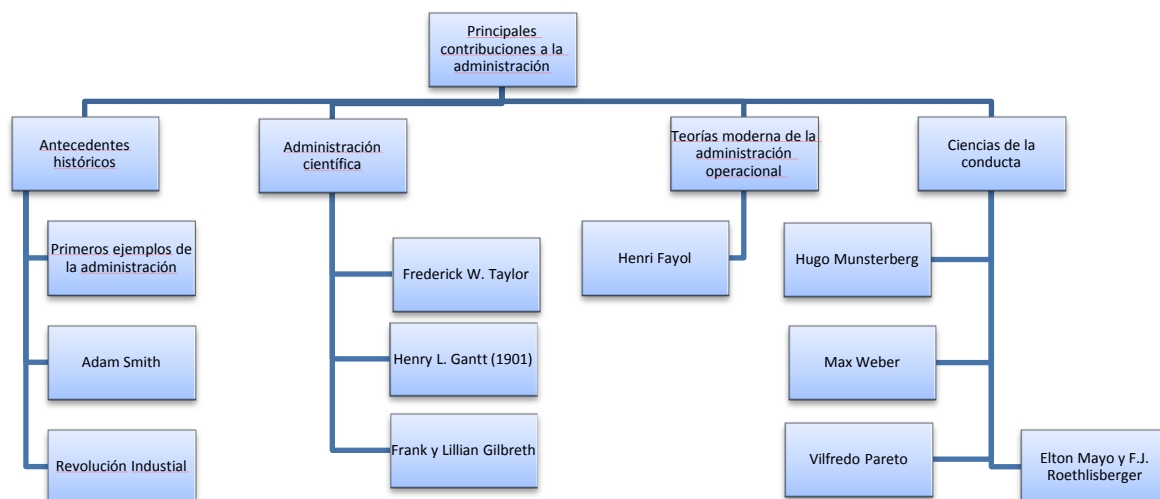 Principales
contribuciones a la
administración
Antecedentes
históricos
Primeros ejemplos de
la administración
Adam Smith
Revolución Industial
Administración
científica
Frederick W. Taylor
Henry L. Gantt (1901)
Frank y Lillian Gilbreth
Teorías moderna de la
administración
operacional
Henri Fayol
Ciencias de la
conducta
Hugo Munsterberg
Max Weber
Vilfredo Pareto
Elton Mayo y F.J.
Roethlisberger